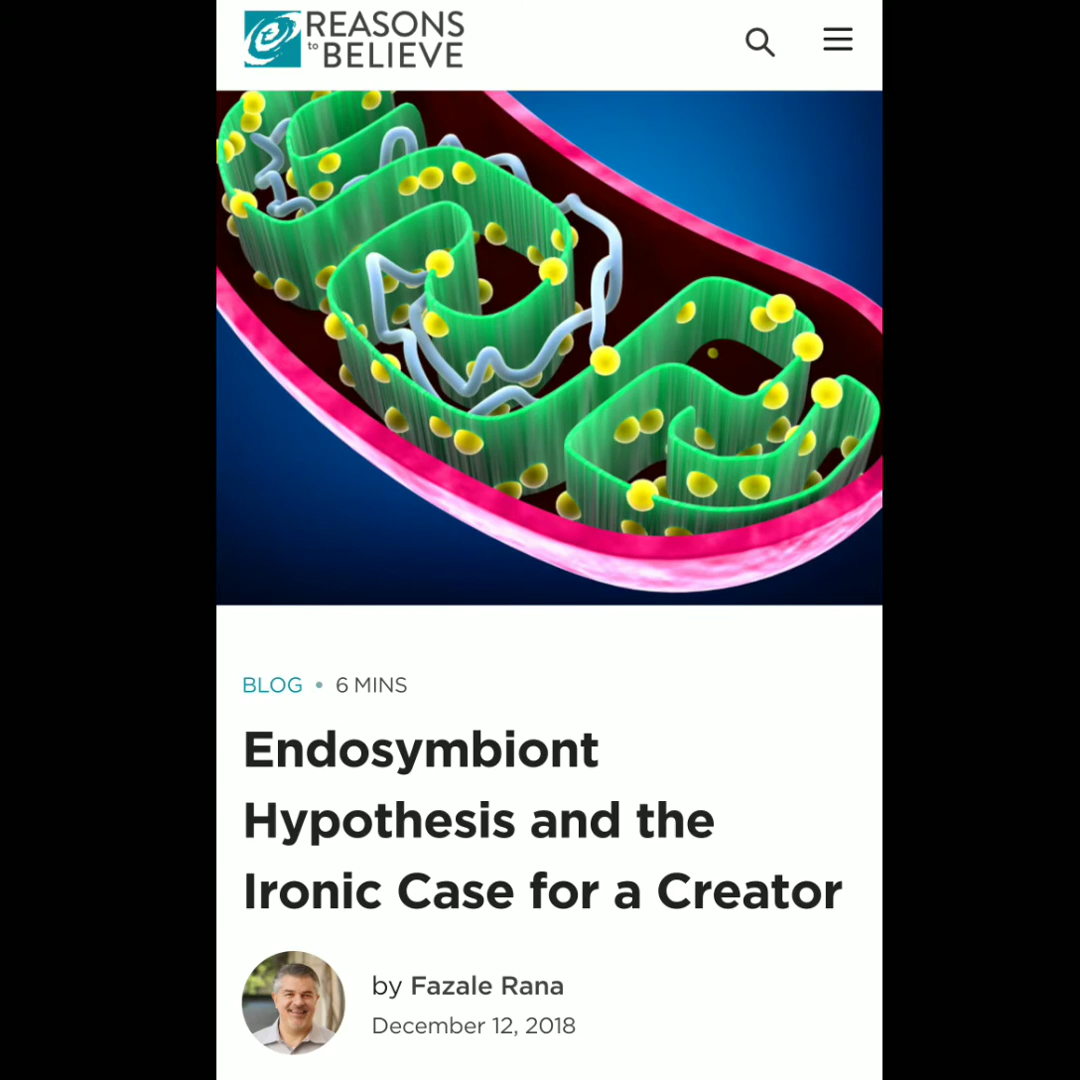 REASONS
to BELIEVE
BLOG • 6 MINS
Endosymbiont
Hypothesis and the
Ironic Case for a Creator
by Fazale Rana
December 12, 2018